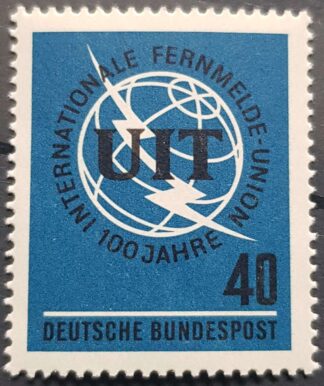 INTERNATIONALE FERNMELDE-UNION
100 JAHRE
UIT
40
DEUTSCHE BUNDESPOST